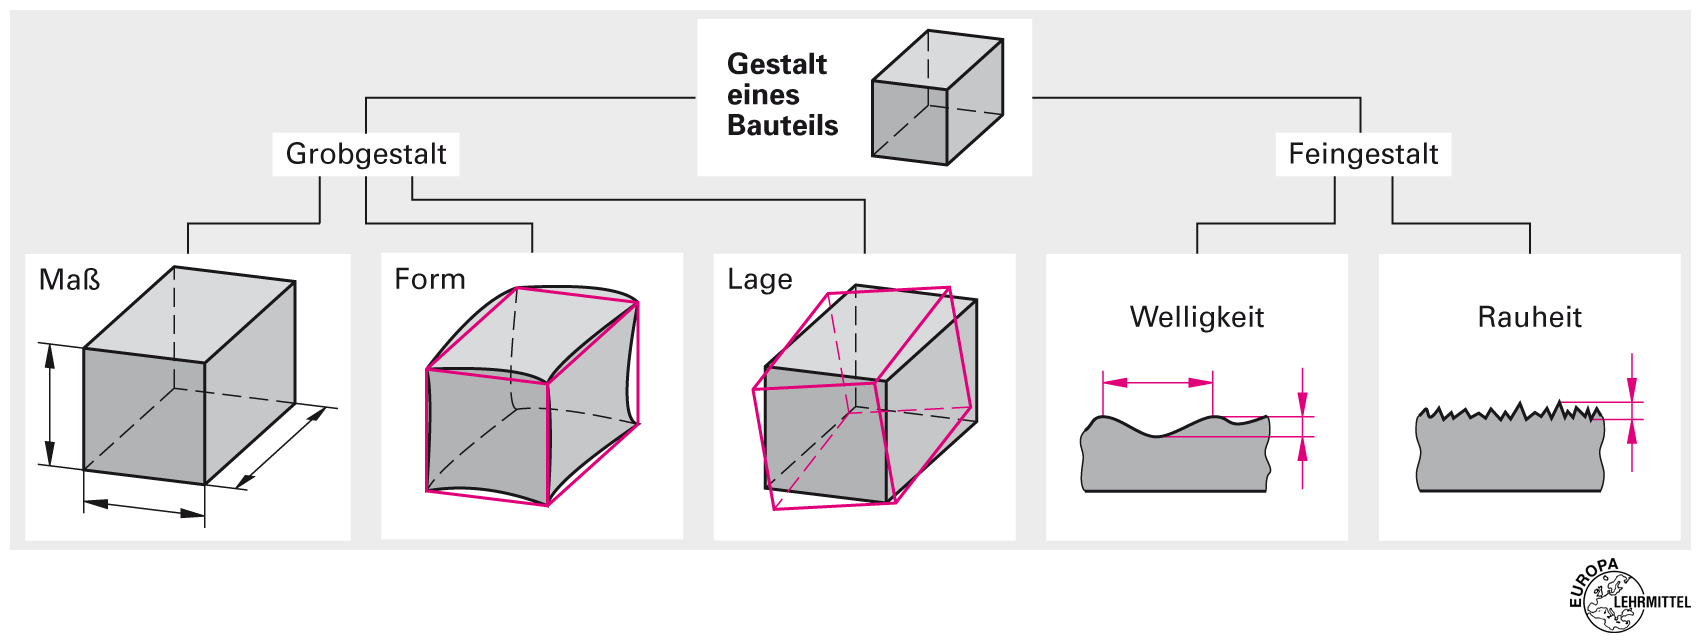 Gestalt
eines
Bauteils
Grobgestalt
Feingestalt
Maß
Form
Lage
Welligkeit
Rauheit
EUROPA
LEHRMITTEL